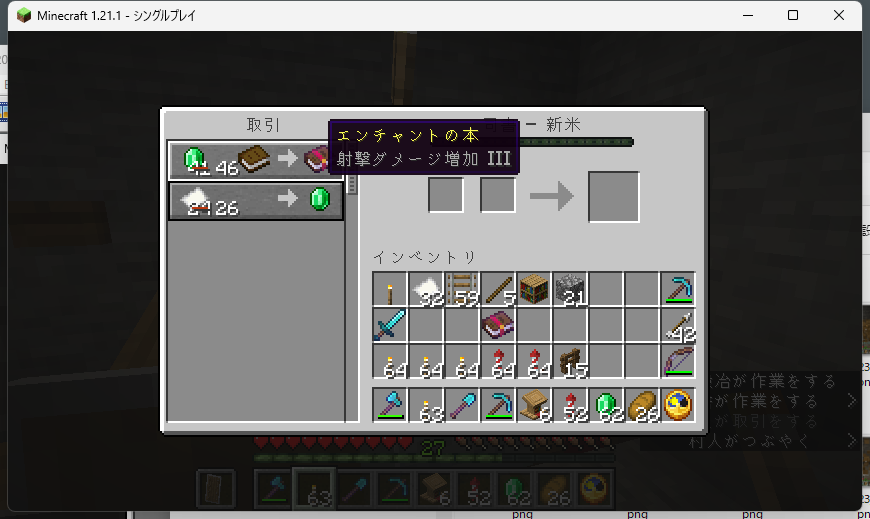 Minecraft 1.21.1 - シングルプレイ
取引
ー 新米
エンチャントの本
射撃ダメージ増加 III
46
26
インベントリ
32 59 5 21
42
64 64 64 64 64 15
63 6 52 62 26
が作業をする
が作業をする
が取引をする
村人がつぶやく
27
63 6 52 62 26
png
png
png